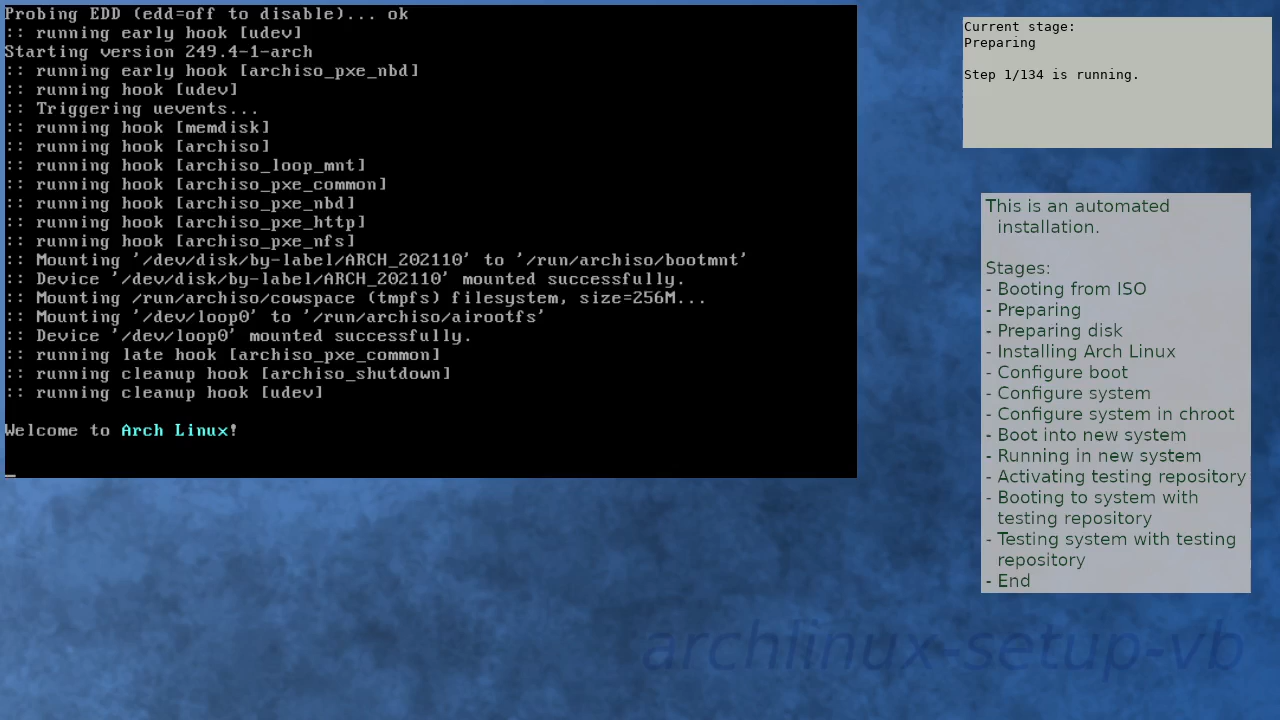 Probing EDD (edd=off to disable)... ok
:: running early hook [udev]
Starting version 249.4-1-arch
:: running early hook [archiso_pxe_nbd]
:: running hook [udev]
:: Triggering uevents...
:: running hook [memdisk]
:: running hook [archiso]
:: running hook [archiso_loop_mnt]
:: running hook [archiso_pxe_common]
:: running hook [archiso_pxe_nbd]
:: running hook [archiso_pxe_http]
:: running hook [archiso_pxe_nfs]
:: Mounting '/dev/disk/by-label/ARCH_202110' to '/run/archiso/bootmnt'
:: Device '/dev/disk/by-label/ARCH_202110' mounted successfully.
:: Mounting /run/archiso/cowspace (tmpfs) filesystem, size=256M...
:: Mounting '/dev/loop0' to '/run/archiso/airootfs'
:: Device '/dev/loop0' mounted successfully.
:: running late hook [archiso_pxe_common]
:: running cleanup hook [archiso_shutdown]
:: running cleanup hook [udev]
Welcome to Arch Linux!
Current stage:
Preparing
Step 1/134 is running.
This is an automated
installation.
Stages:
- Booting from ISO
- Preparing
- Preparing disk
- Installing Arch Linux
- Configure boot
- Configure system
- Configure system in chroot
- Boot into new system
- Running in new system
- Activating testing repository
- Booting to system with
testing repository
- Testing system with testing
repository
- End
archlinux-setup-vb